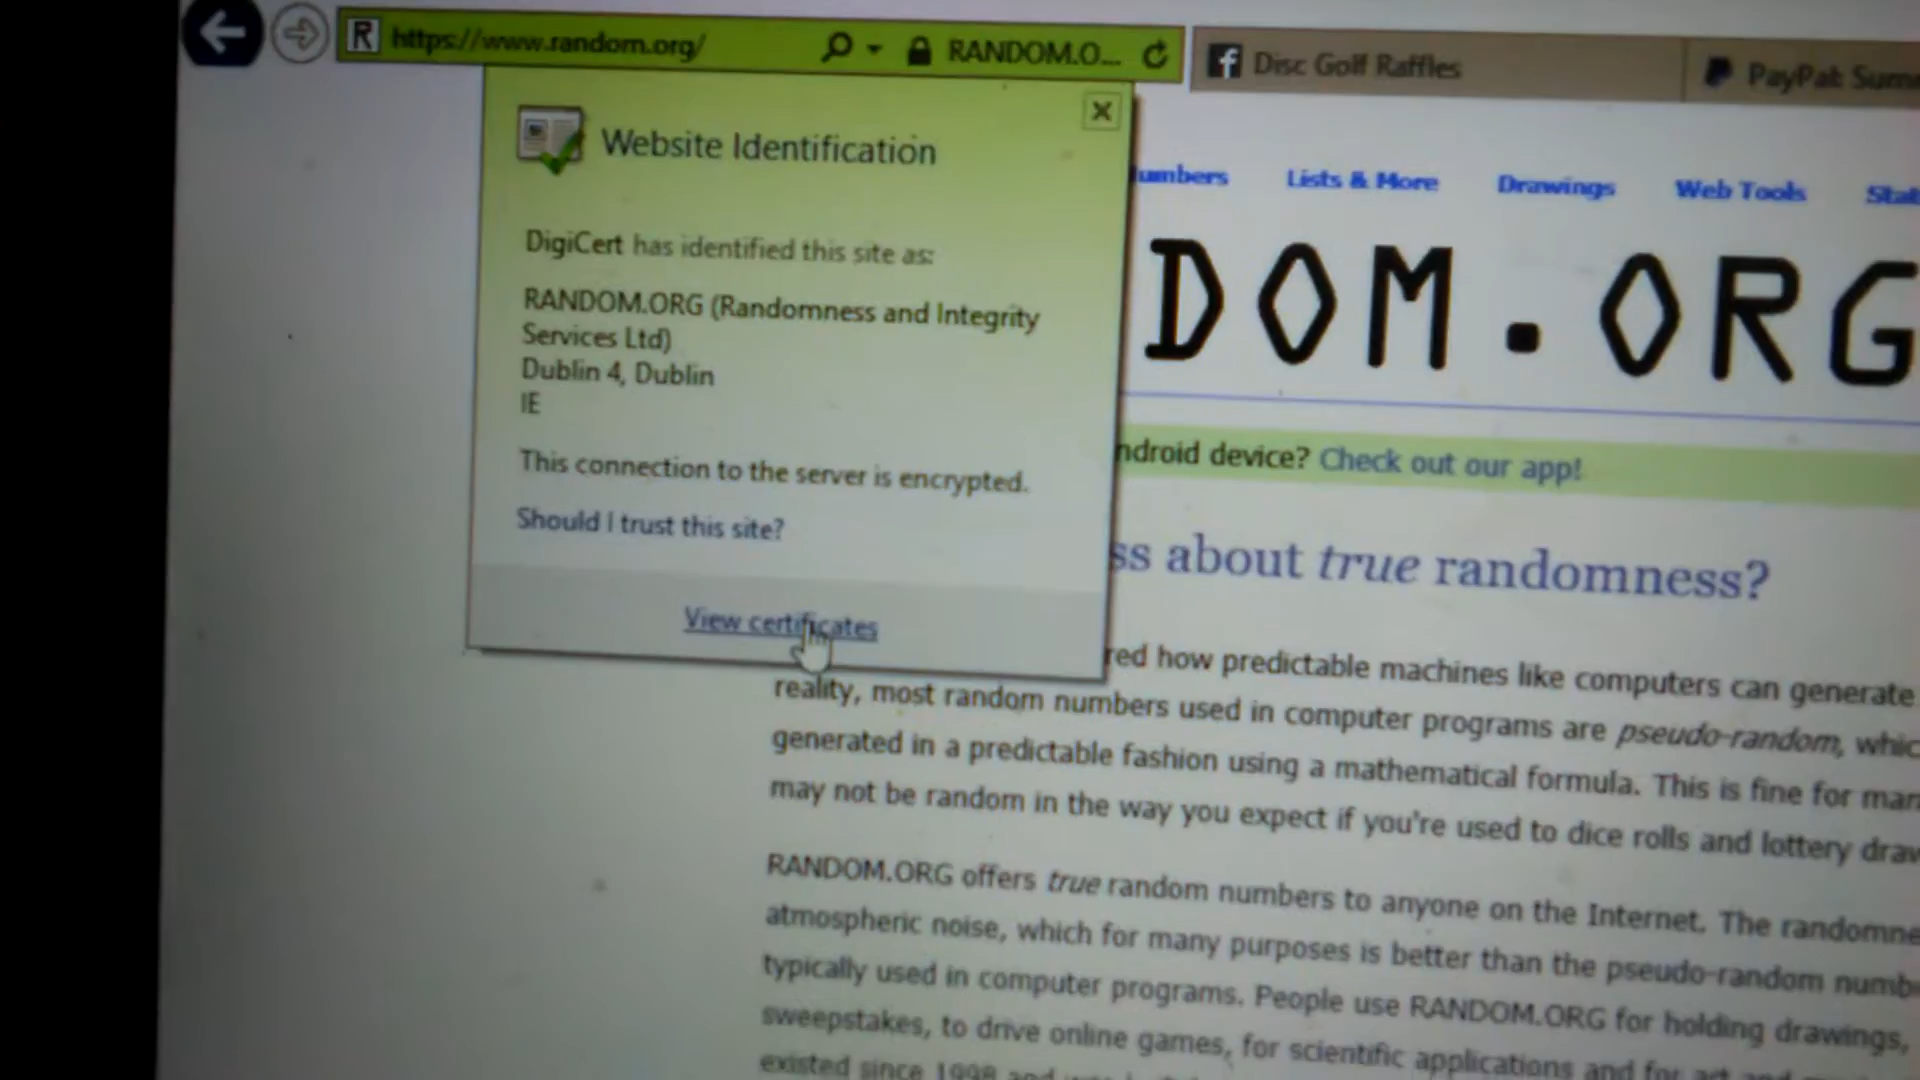 R https://www.random.org/ RANDOM.O...
Disc Golf Raffles
PayPal: Summ
Website Identification
DigiCert has identified this site as:
RANDOM.ORG (Randomness and Integrity
Services Ltd)
Dublin 4, Dublin
IE
This connection to the server is encrypted.
Should I trust this site?
View certificates
umbers Lists & More Drawings Web Tools Stat
DOM.ORG
ndroid device? Check out our app!
ss about true randomness?
red how predictable machines like computers can generate
reality, most random numbers used in computer programs are pseudo-random, whic
generated in a predictable fashion using a mathematical formula. This is fine for man
may not be random in the way you expect if you're used to dice rolls and lottery draw
RANDOM.ORG offers true random numbers to anyone on the Internet. The randomne
atmospheric noise, which for many purposes is better than the pseudo-random numb
typically used in computer programs. People use RANDOM.ORG for holding drawings,
sweepstakes, to drive online games, for scientific applications and for art and
existed since 1998 and